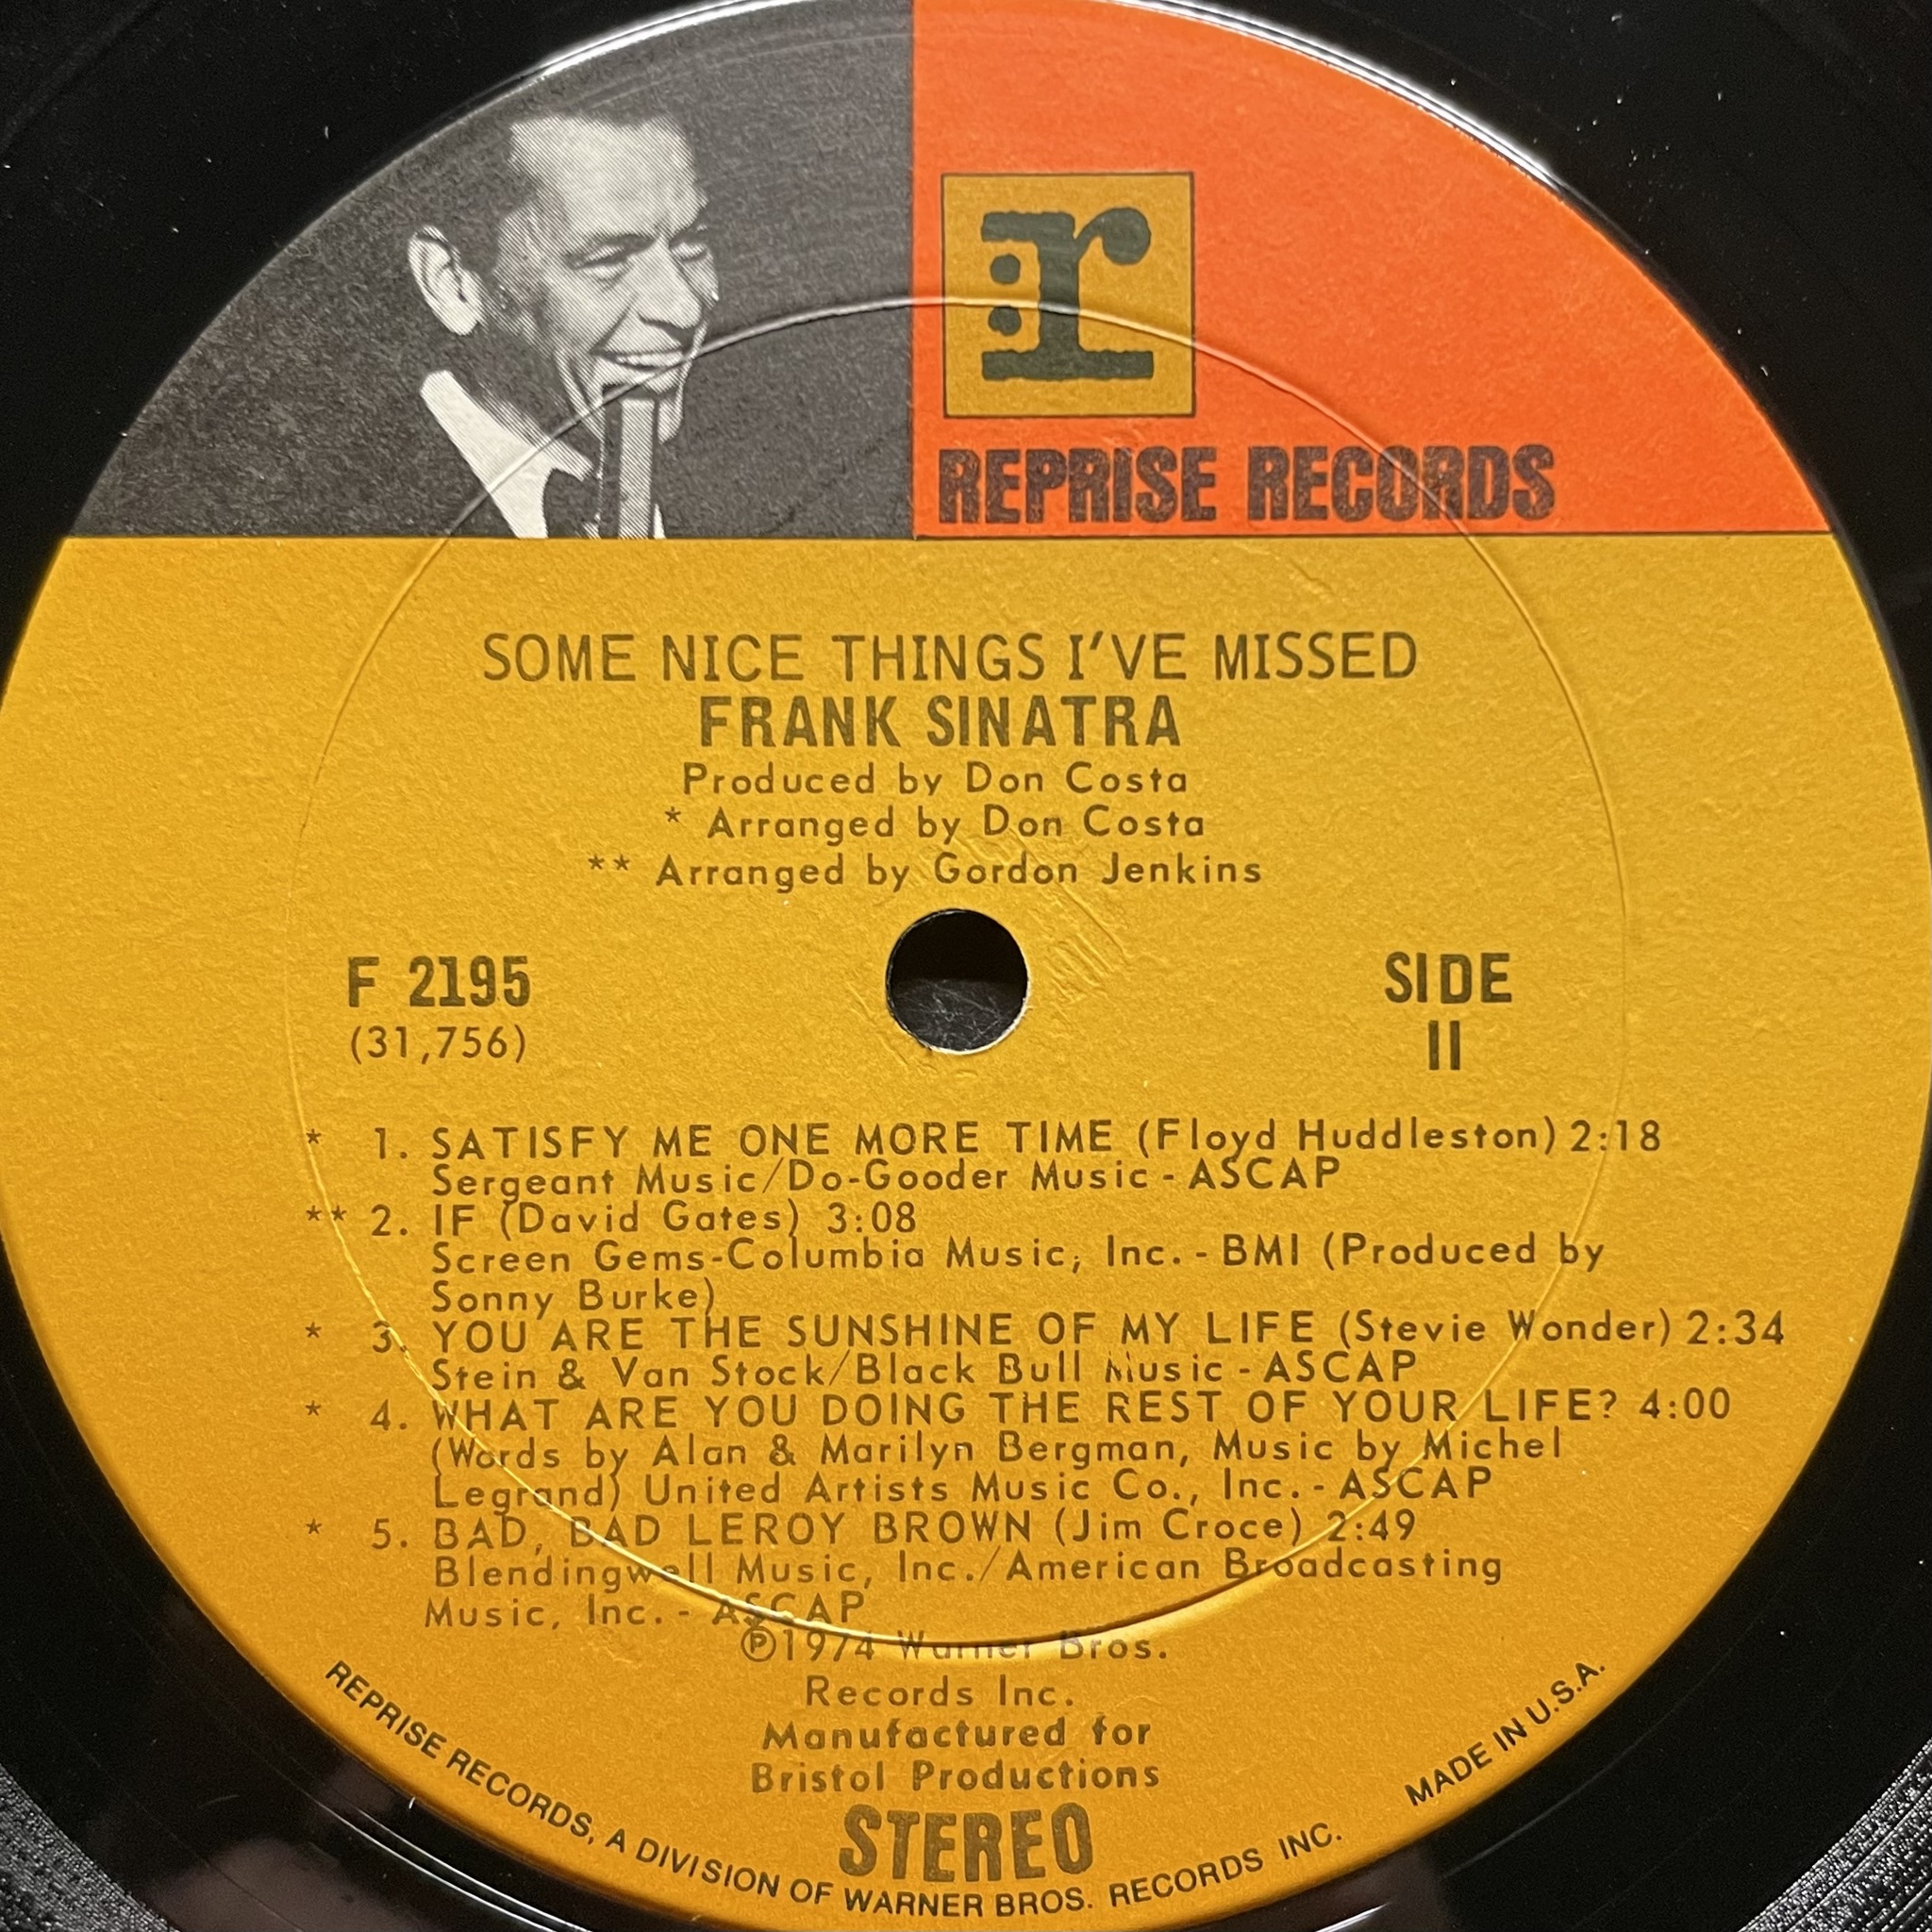 r:
REPRISE RECORDS
SOME NICE THINGS I'VE MISSED
FRANK SINATRA
Produced by Don Costa
* Arranged by Don Costa
** Arranged by Gordon Jenkins
F 2195
(31,756)
SIDE
II
* 1. SATISFY ME ONE MORE TIME (Floyd Huddleston) 2:18
Sergeant Music/Do-Gooder Music - ASCAP
** 2. IF (David Gates) 3:08
Screen Gems-Columbia Music, Inc. - BMI (Produced by
Sonny Burke)
* 3. YOU ARE THE SUNSHINE OF MY LIFE (Stevie Wonder) 2:34
Stein & Van Stock/Black Bull Music - ASCAP
* 4. WHAT ARE YOU DOING THE REST OF YOUR LIFE? 4:00
(Words by Alan & Marilyn Bergman, Music by Michel
Legrand) United Artists Music Co., Inc. - ASCAP
* 5. BAD, BAD LEROY BROWN (Jim Croce) 2:49
Blendingwell Music, Inc./American Broadcasting
Music, Inc. - ASCAP
℗1974 Warner Bros.
Records Inc.
Manufactured for
Bristol Productions
STEREO
REPRISE RECORDS, A DIVISION OF WARNER BROS. RECORDS INC. MADE IN U.S.A.